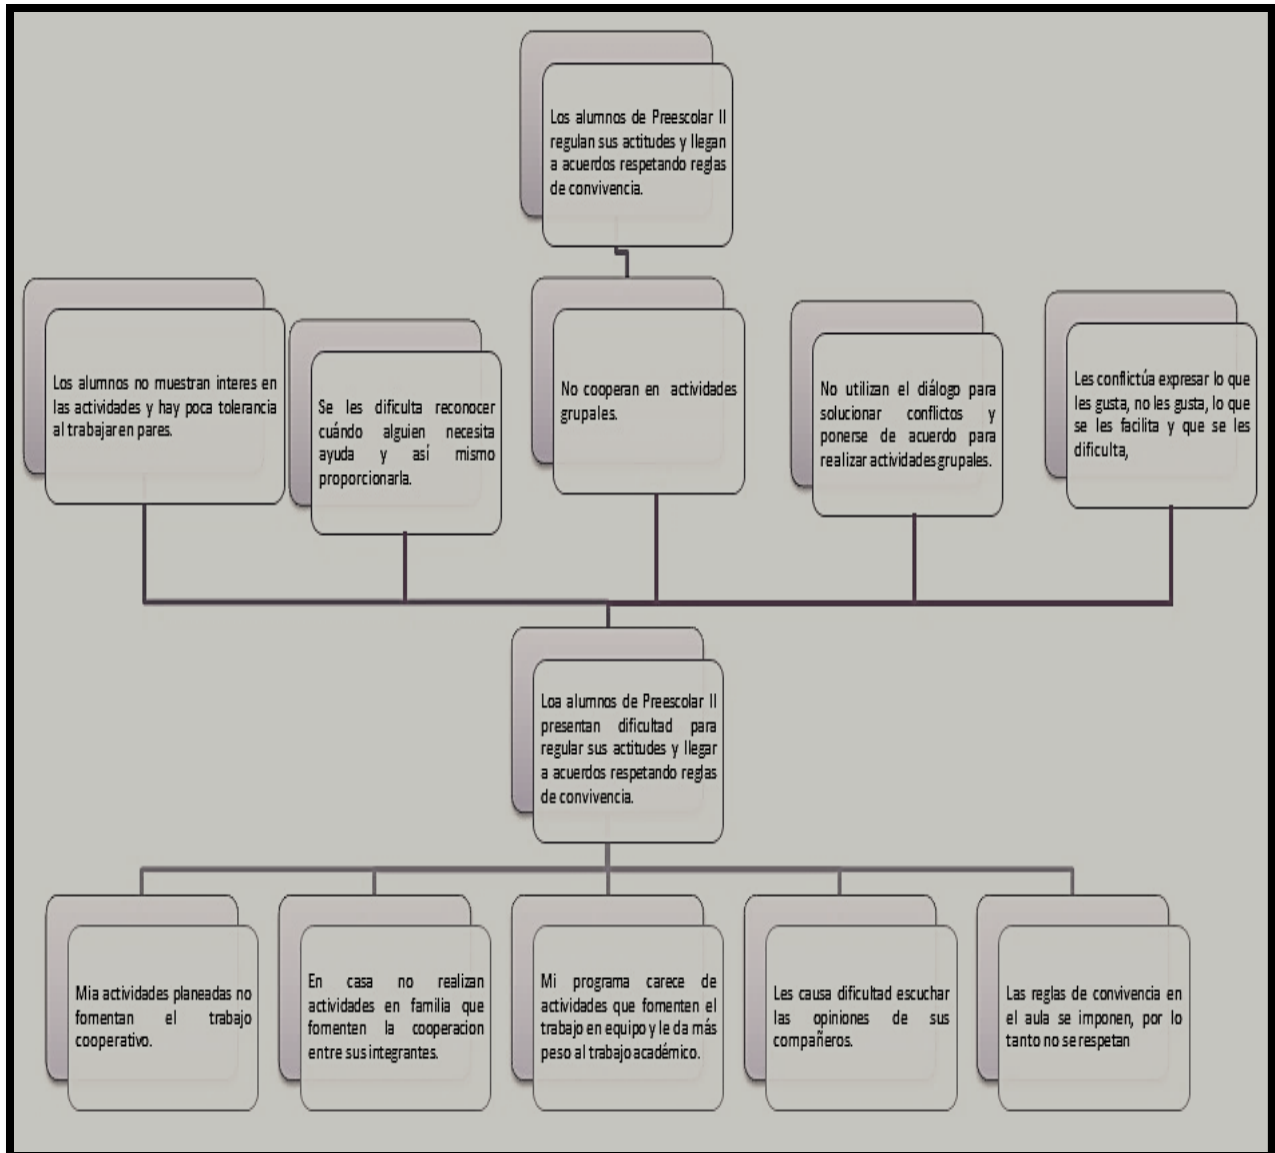 Los alumnos de Preescolar II
regulan sus actitudes y llegan
a acuerdos respetando reglas
de convivencia.
Los alumnos no muestran interes en
las actividades y hay poca tolerancia
al trabajar en pares.
Se les dificulta reconocer
cuándo alguien necesita
ayuda y así mismo
proporcionarla.
No cooperan en actividades
grupales.
No utilizan el diálogo para
solucionar conflictos y
ponerse de acuerdo para
realizar actividades grupales.
Les conflictúa expresar lo que
les gusta, no les gusta, lo que
se les facilita y que se les
dificulta,
Loa alumnos de Preescolar II
presentan dificultad para
regular sus actitudes y llegar
a acuerdos respetando reglas
de convivencia.
Mia actividades planeadas no
fomentan el trabajo
cooperativo.
En casa no realizan
actividades en familia que
fomenten la cooperacion
entre sus integrantes.
Mi programa carece de
actividades que fomenten el
trabajo en equipo y le da más
peso al trabajo académico.
Les causa dificultad escuchar
las opiniones de sus
compañeros.
Las reglas de convivencia en
el aula se imponen, por lo
tanto no se respetan